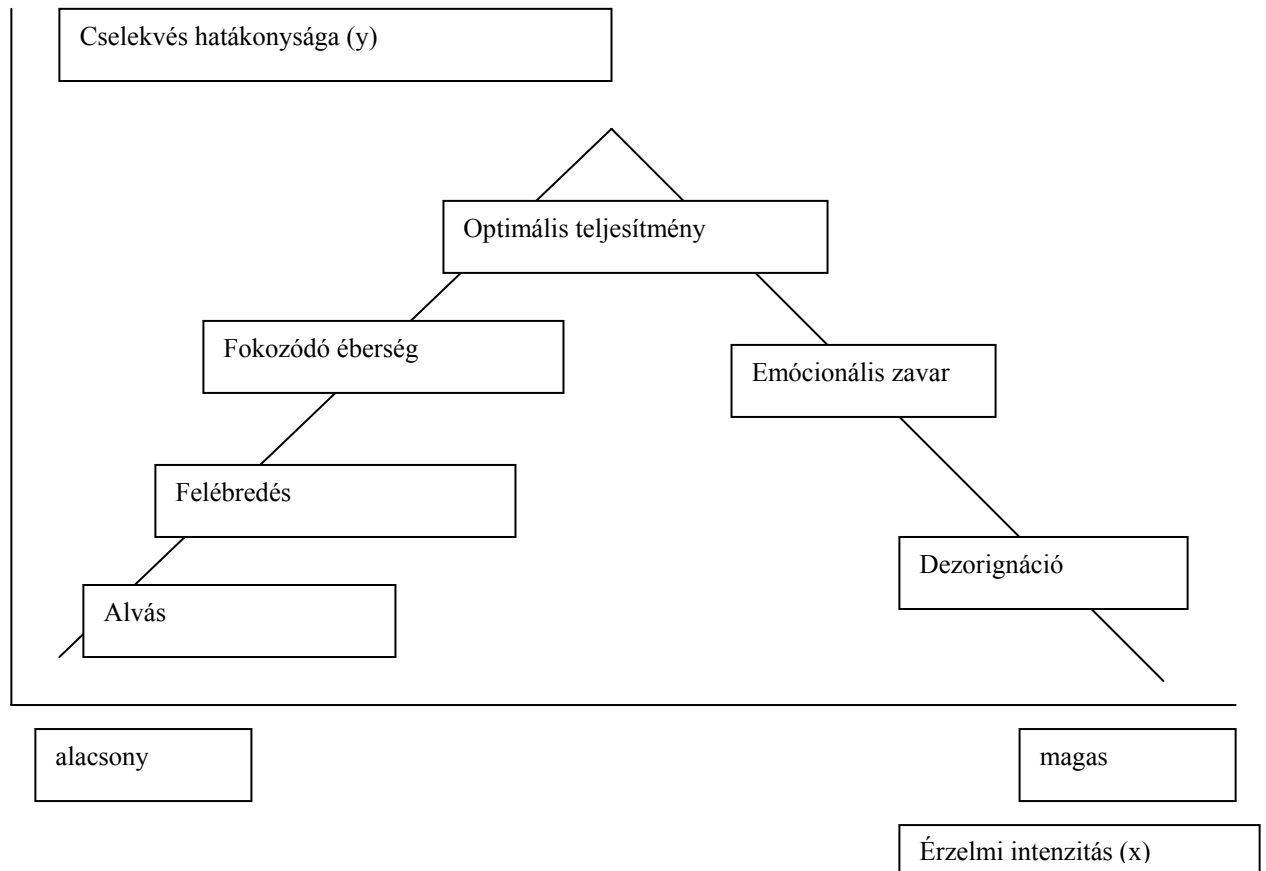 Cselekvés hatákonysága (y)
Optimális teljesítmény
Fokozódó éberség
Emócionális zavar
Felébredés
Dezorignáció
Alvás
alacsony
magas
Érzelmi intenzitás (x)